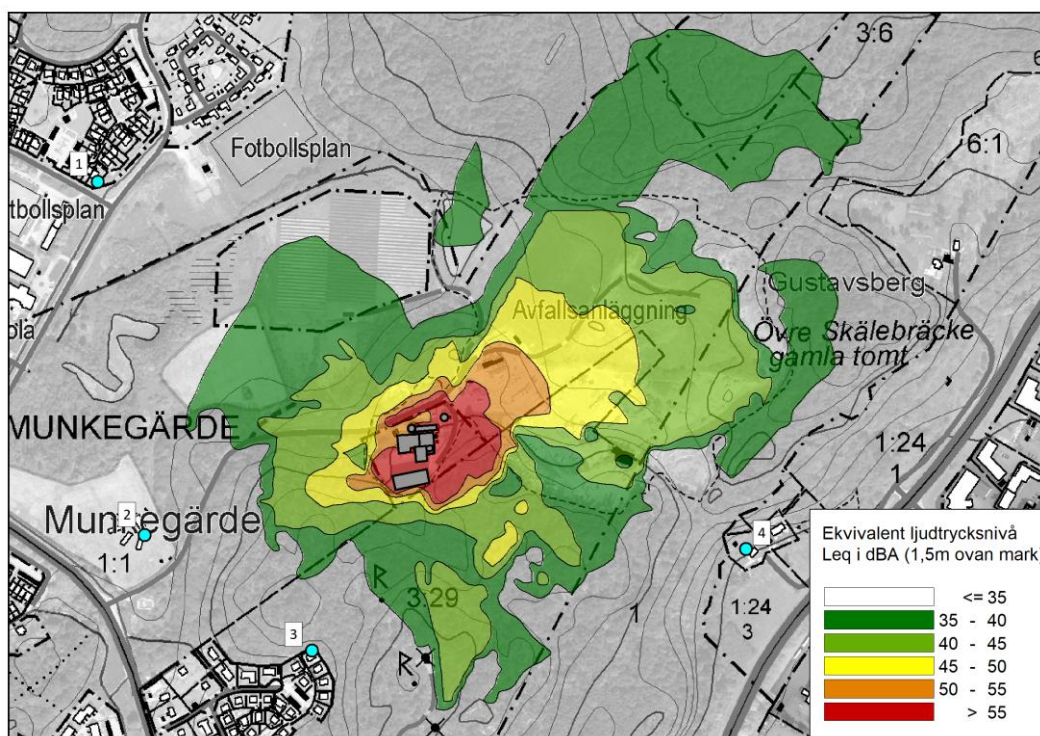 3:6
6
1
Fotbollsplan
6:1
tbollsplan
Gustavsberg
Avfallsanläggning
Övre Skälebräcke
gamla tomt
MUNKEGÄRDE
1:24
1
2
Munkegärde
1:1
4
Ekvivalent ljudtrycksnivå
Leq i dBA (1,5m ovan mark)
<= 35
35 - 40
40 - 45
45 - 50
50 - 55
> 55
R
3:29
1
1:24
3
3
R